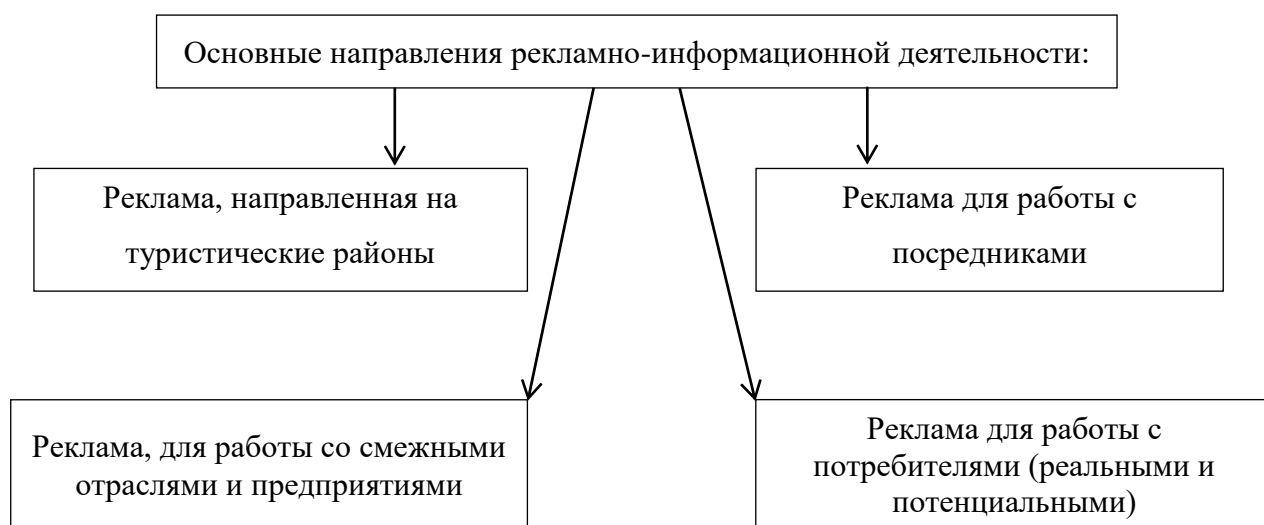 Основные направления рекламно-информационной деятельности:
Реклама, направленная на
туристические районы
Реклама для работы с
посредниками
Реклама, для работы со смежными
отраслями и предприятиями
Реклама для работы с
потребителями (реальными и
потенциальными)